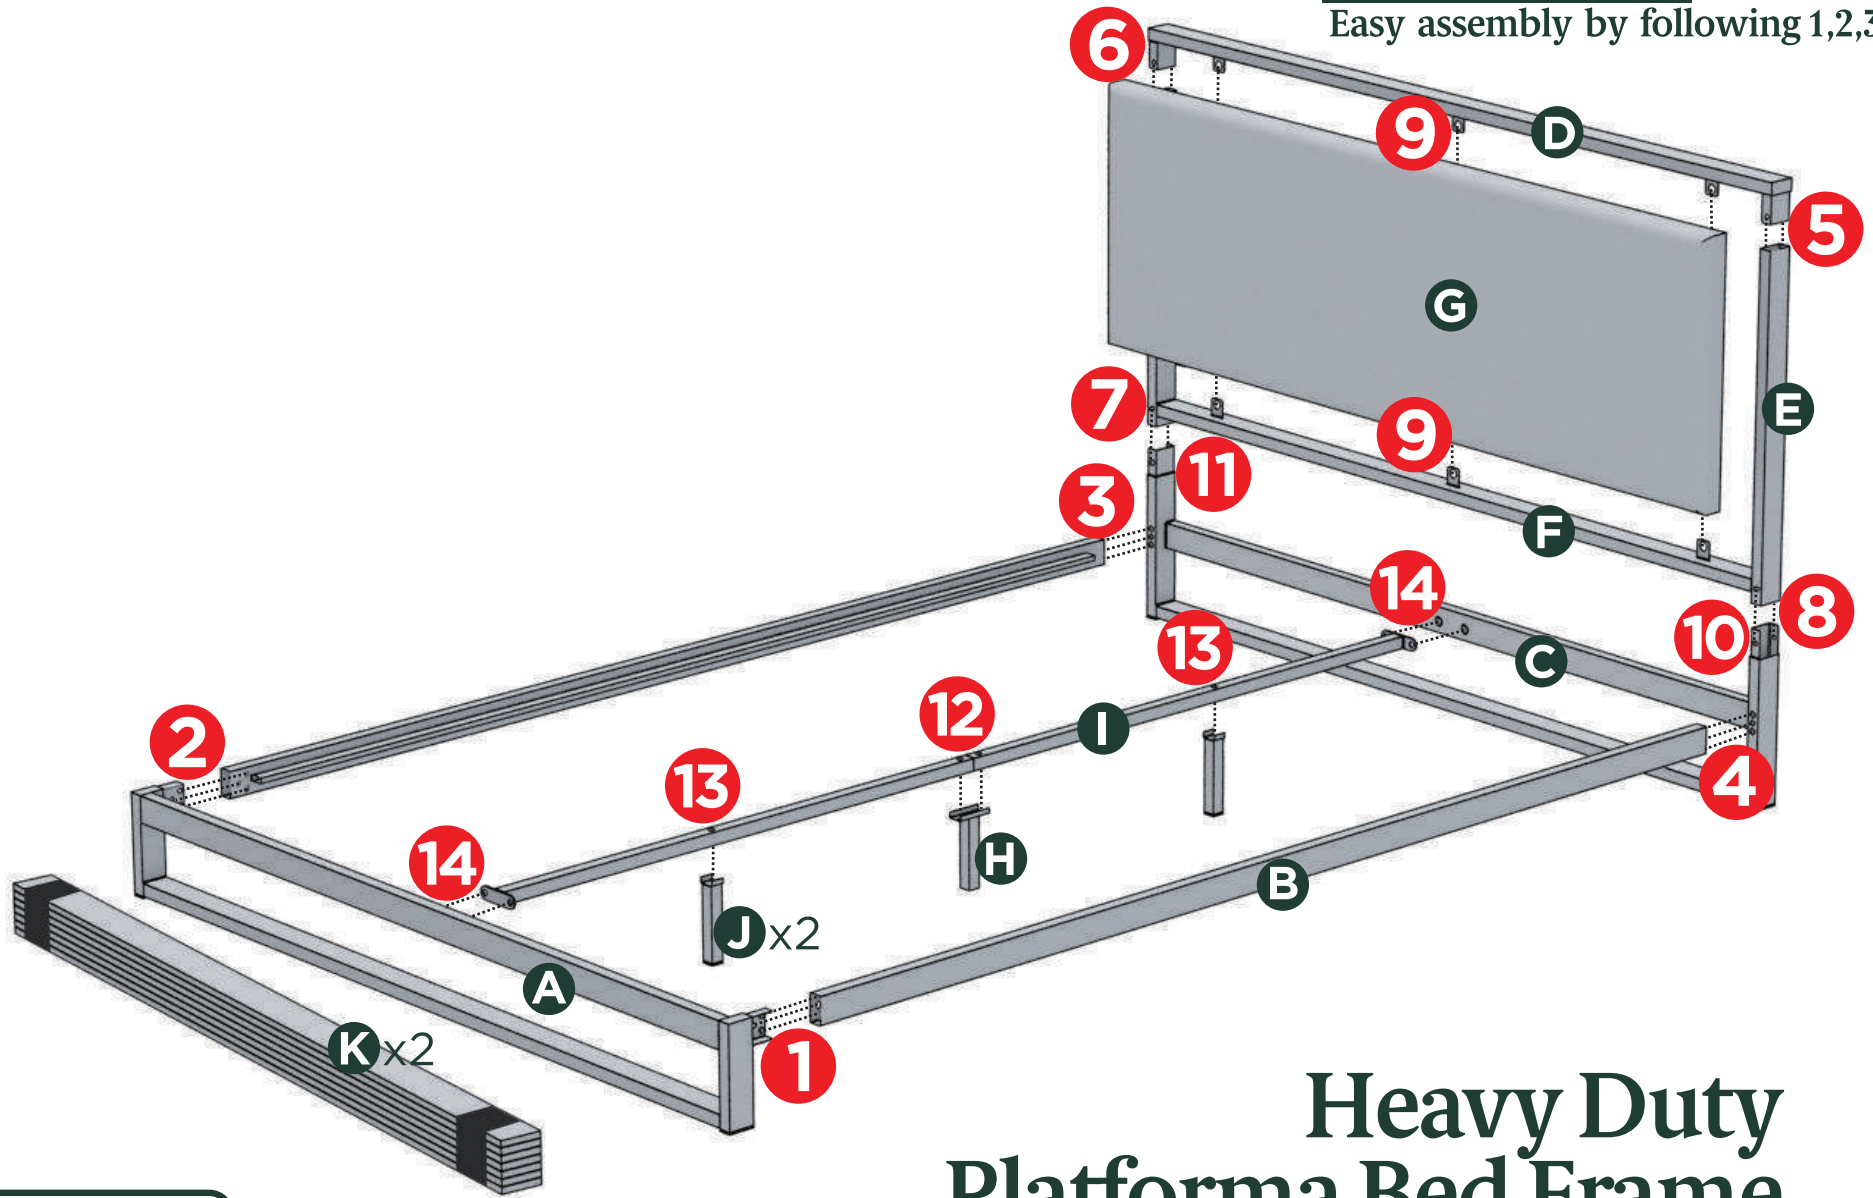 Easy assembly by following 1,2,3
6
9
D
5
G
E
7
9
11
3
F
14
8
10
13
C
12
I
2
13
4
14
H
B
J x2
A
K x2
1
Heavy Duty
Platforma Bed Frame